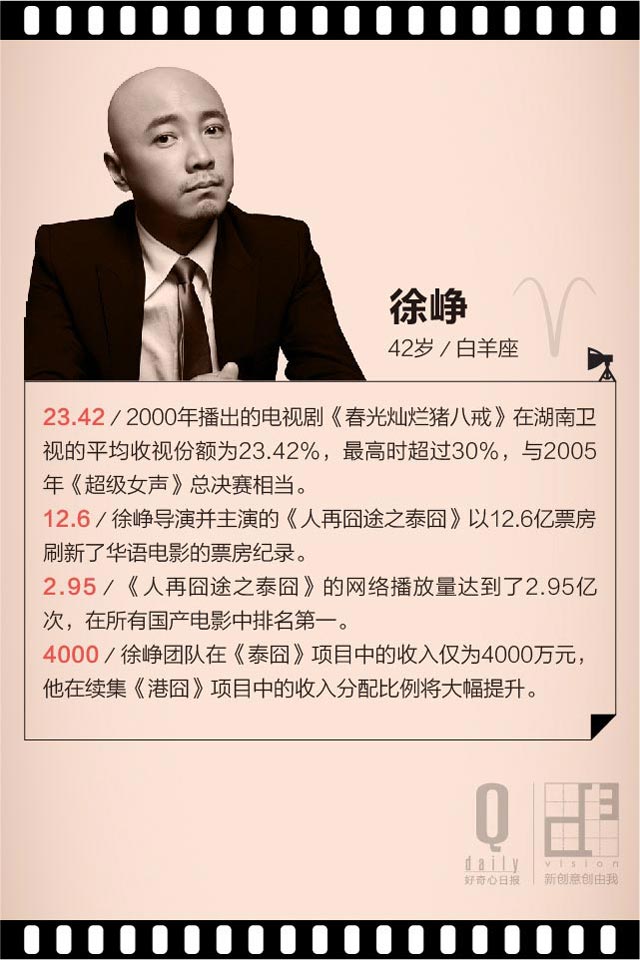 徐峥
42岁 / 白羊座
23.42 / 2000年播出的电视剧《春光灿烂猪八戒》在湖南卫
视的平均收视份额为23.42%，最高时超过30%，与2005
年《超级女声》总决赛相当。
12.6 / 徐峥导演并主演的《人再囧途之泰囧》以12.6亿票房
刷新了华语电影的票房纪录。
2.95 / 《人再囧途之泰囧》的网络播放量达到了2.95亿
次，在所有国产电影中排名第一。
4000 / 徐峥团队在《泰囧》项目中的收入仅为4000万元，
他在续集《港囧》项目中的收入分配比例将大幅提升。
Q
daily
好奇心日报
d3
vision
新创意创由我